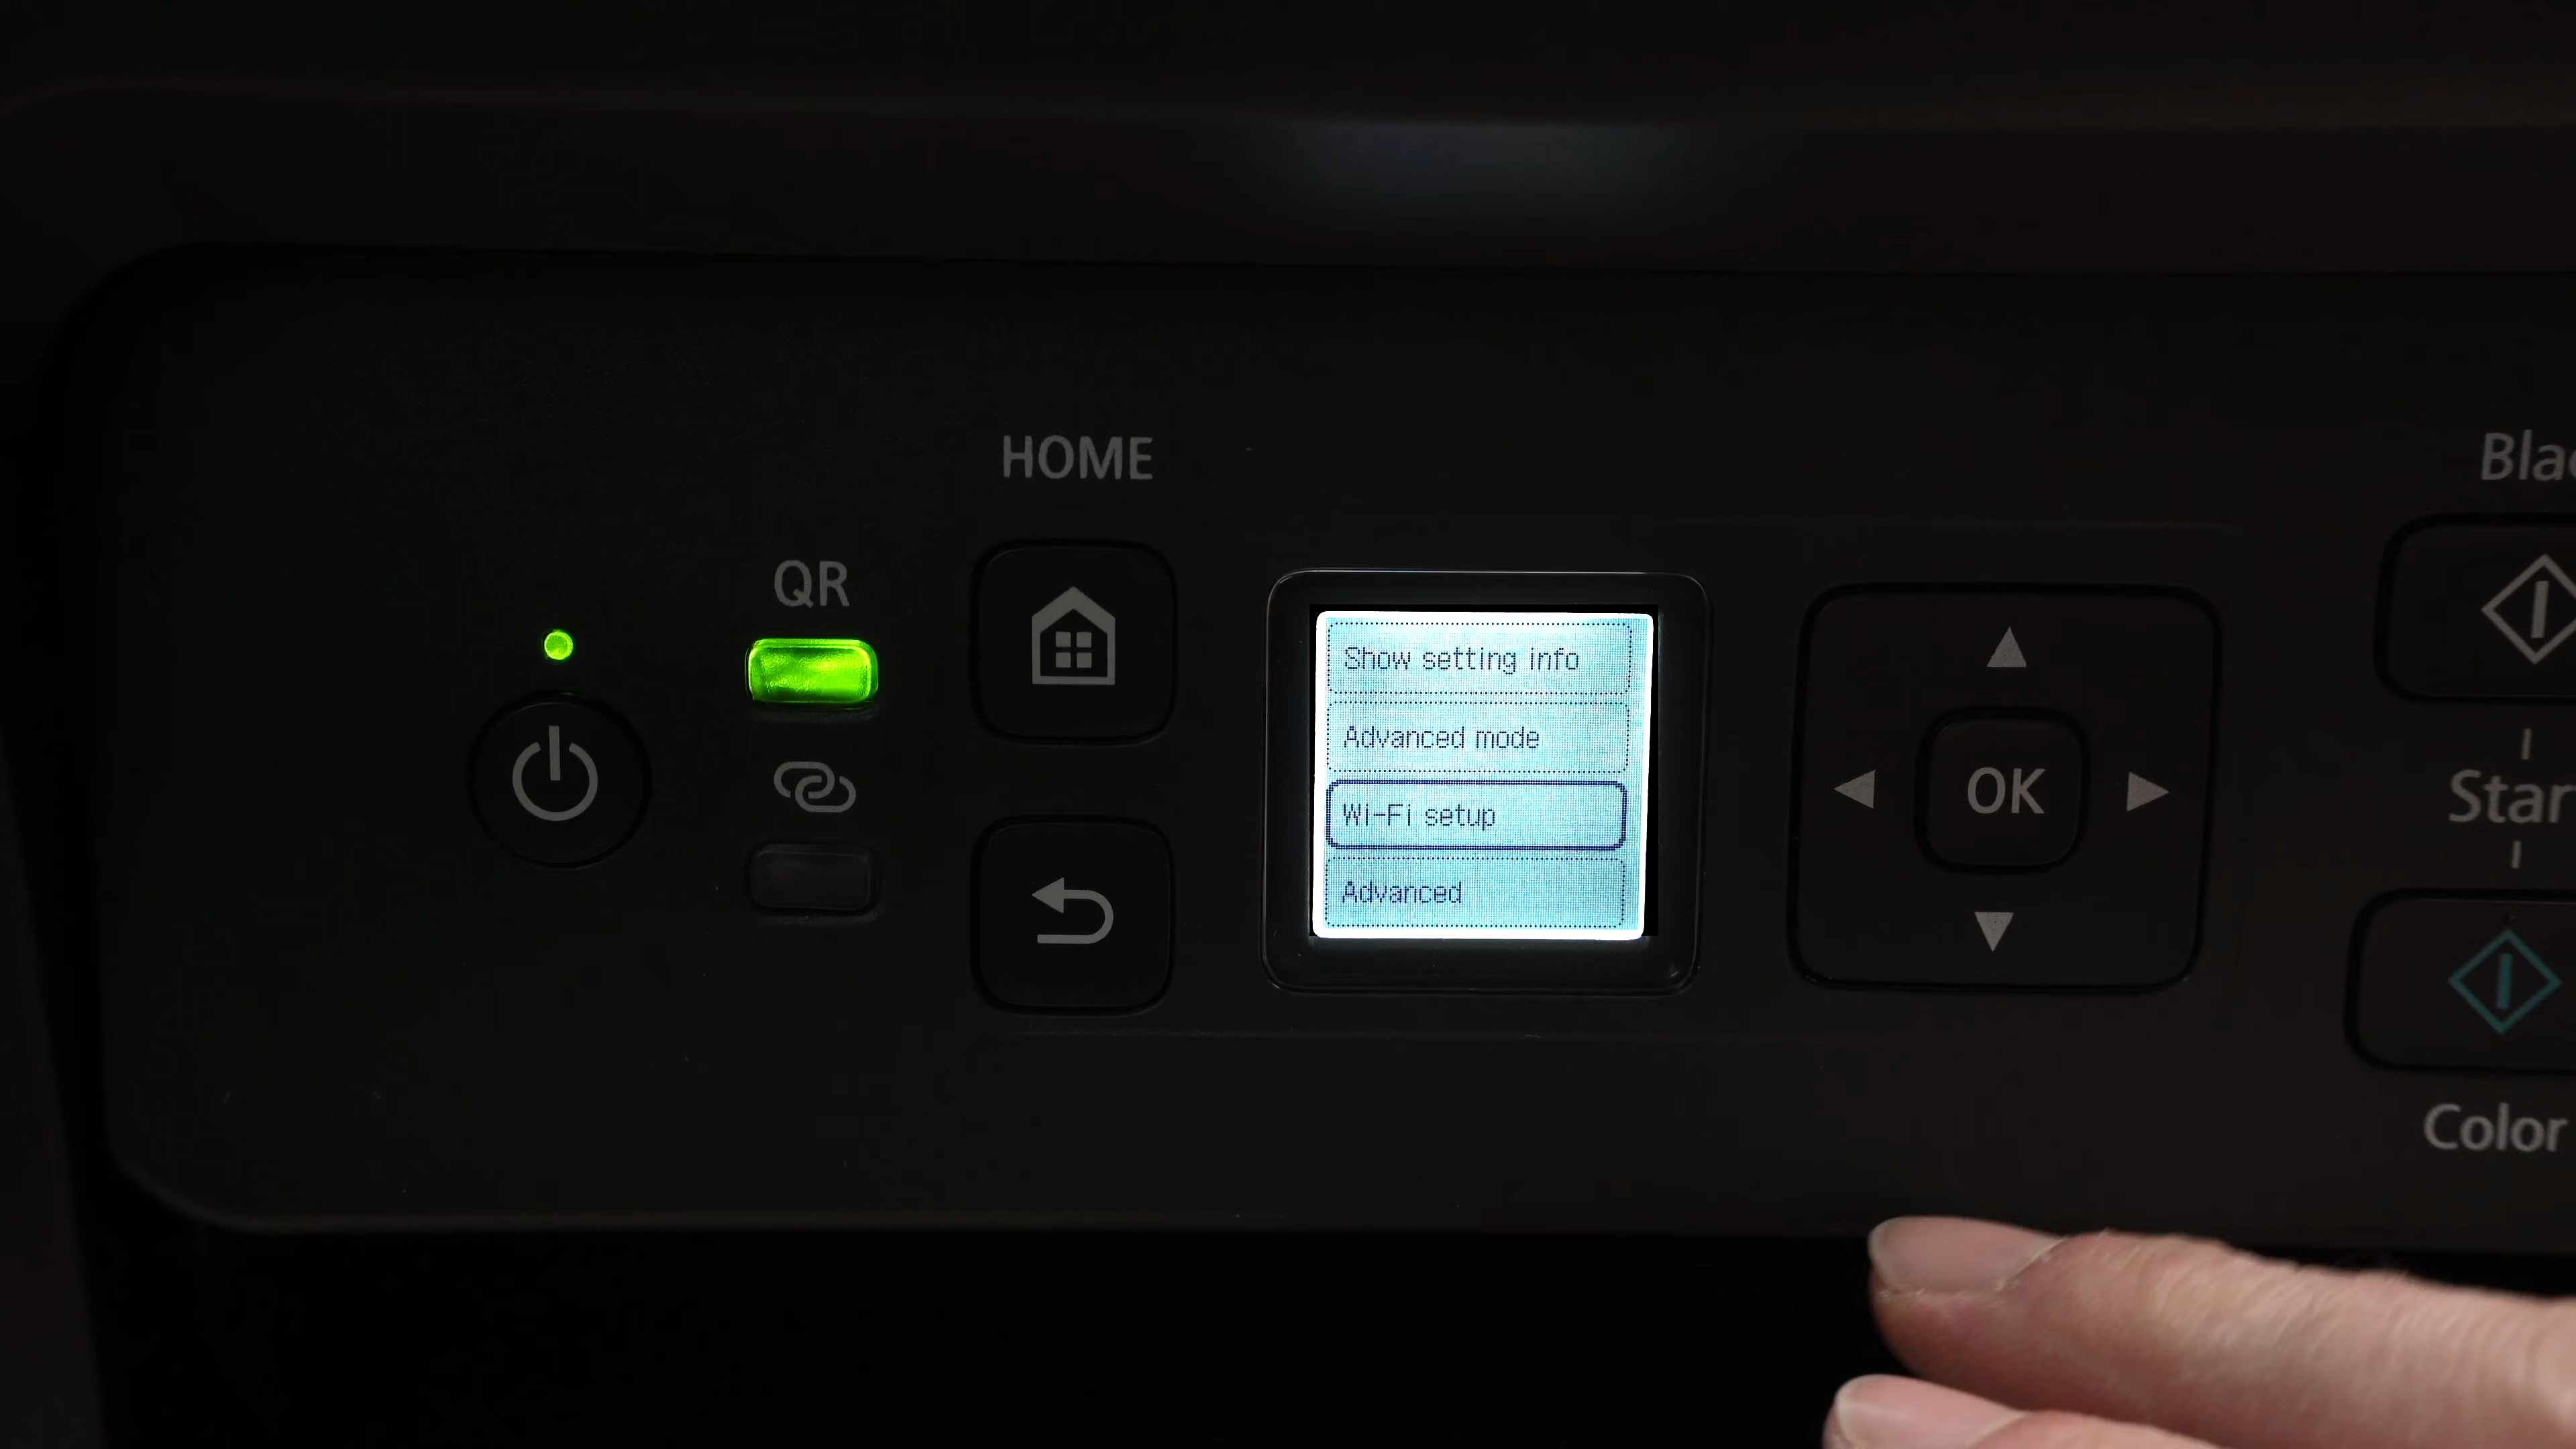 HOME
QR
Show setting info
Advanced mode
Wi-Fi setup
Advanced
OK
Color